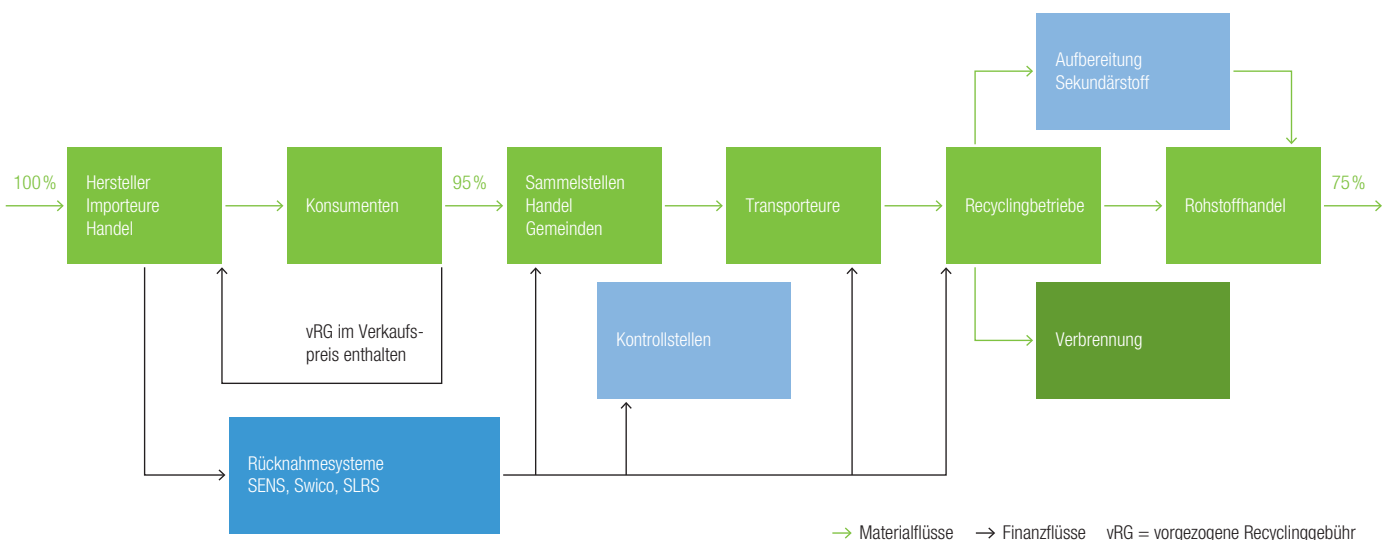 Aufbereitung
Sekundärstoff
100 %
Hersteller
Importeure
Handel
Konsumenten
95 %
Sammelstellen
Handel
Gemeinden
Transporteure
Recyclingbetriebe
Rohstoffhandel
75 %
vRG im Verkaufs-
preis enthalten
Kontrollstellen
Verbrennung
Rücknahmesysteme
SENS, Swico, SLRS
→ Materialflüsse → Finanzflüsse vRG = vorgezogene Recyclinggebühr